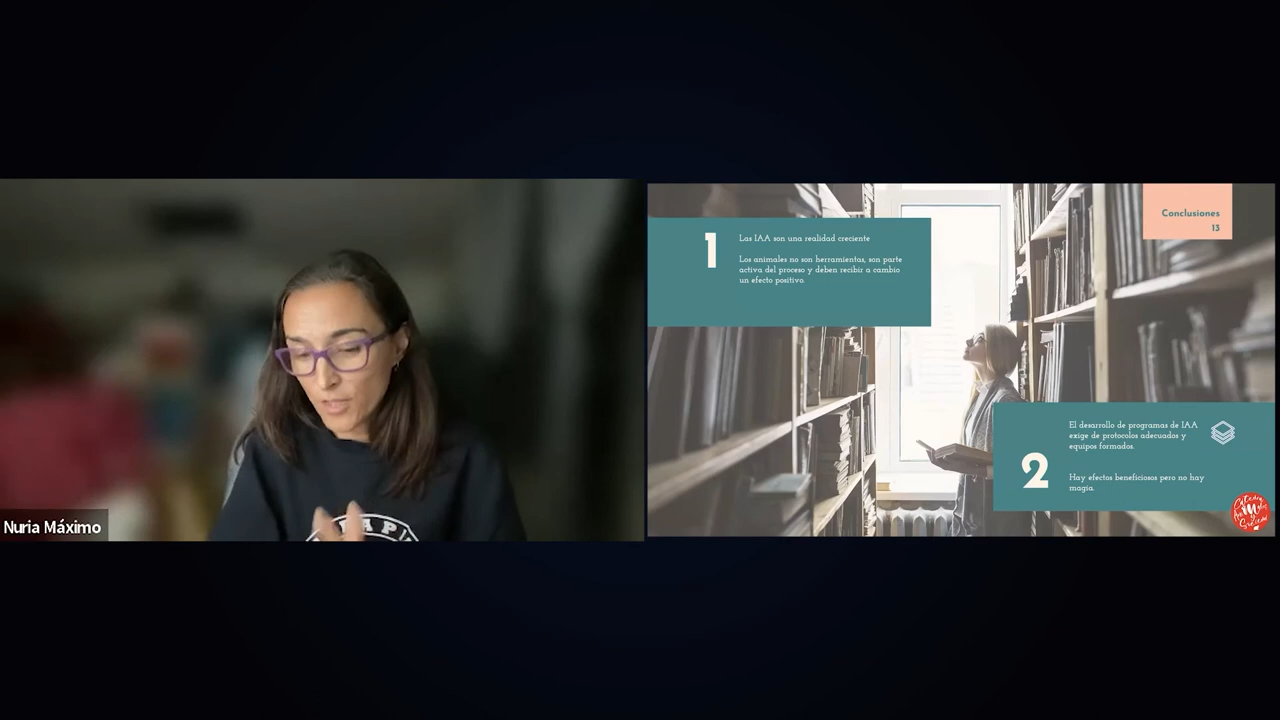 Nuria Máximo
1
Las IAA son una realidad creciente
Los animales no son herramientas, son parte
activa del proceso y deben recibir a cambio
un efecto positivo.
Conclusiones
13
2
El desarrollo de programas de IAA
exige de protocolos adecuados y
equipos formados.
Hay efectos beneficiosos pero no hay
magia.